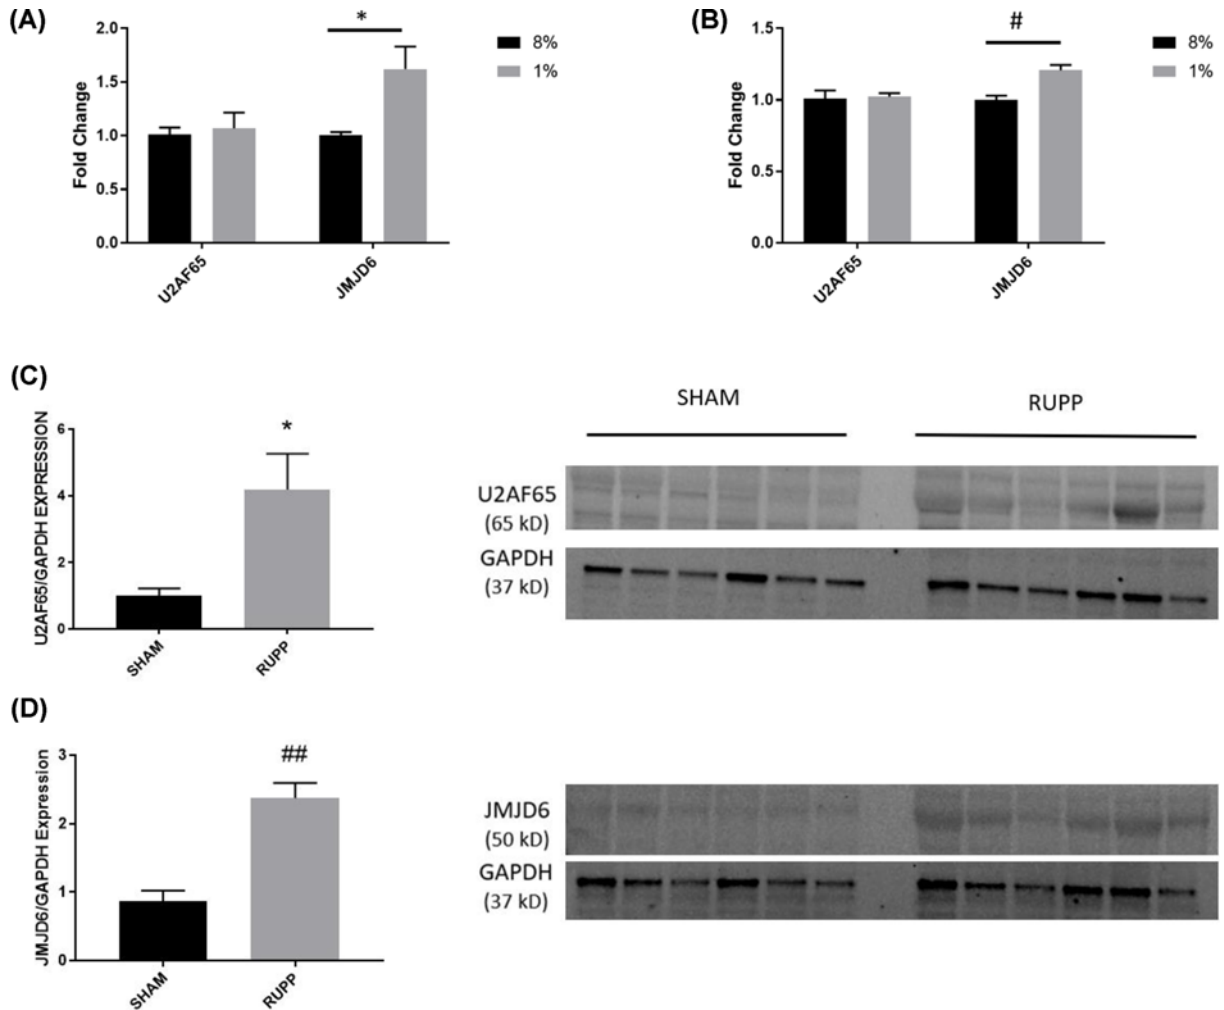 (A)
Fold Change
2.0
1.5
1.0
0.5
0.0
*
8%
1%
U2AF65
JMJD6
(B)
Fold Change
1.5
1.0
0.5
0.0
#
8%
1%
U2AF65
JMJD6
(C)
U2AF65/GAPDH EXPRESSION
6
4
2
0
*
SHAM
RUPP
SHAM
RUPP
U2AF65
(65 kD)
GAPDH
(37 kD)
(D)
JMJD6/GAPDH Expression
3
2
1
0
##
SHAM
RUPP
JMJD6
(50 kD)
GAPDH
(37 kD)